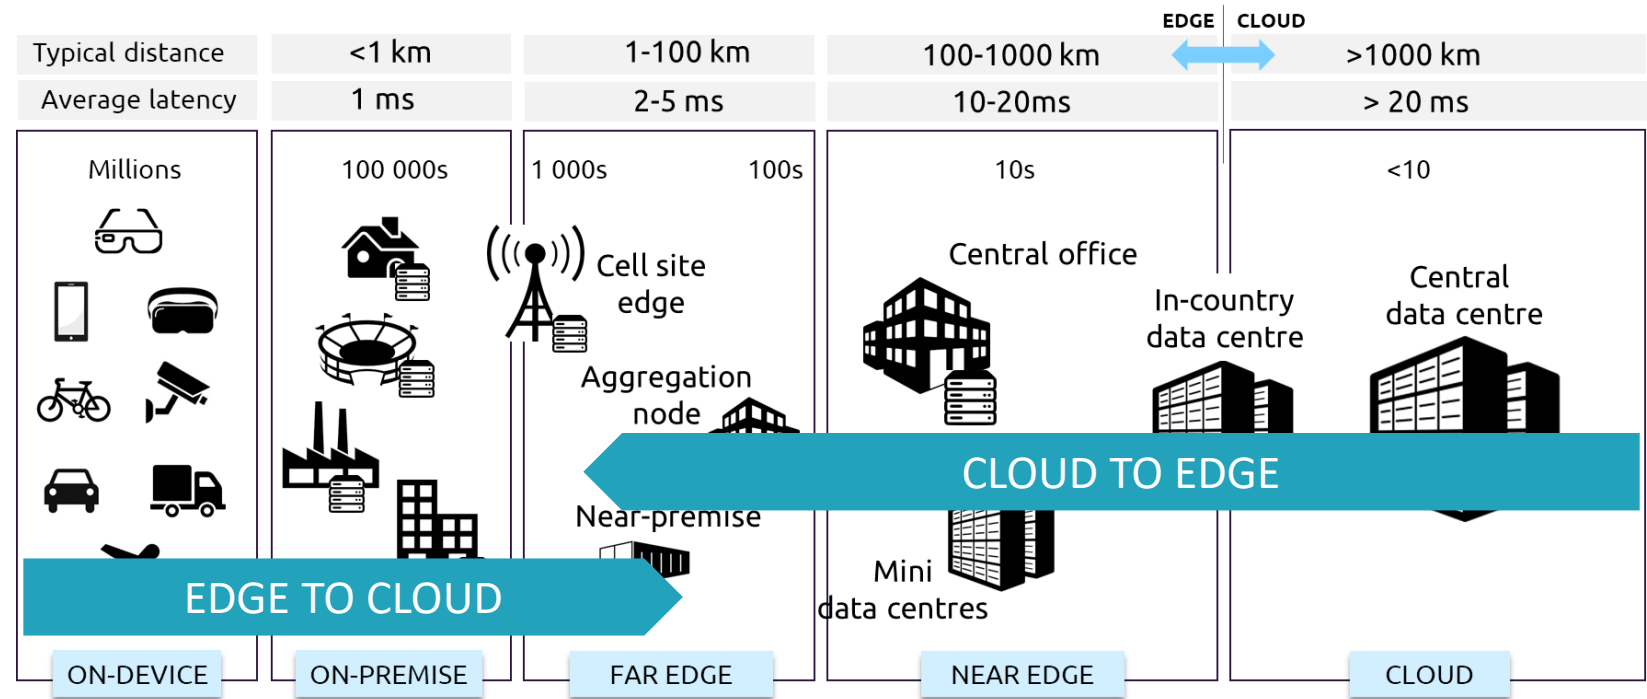 EDGE CLOUD
Typical distance <1 km 1-100 km 100-1000 km >1000 km
Average latency 1 ms 2-5 ms 10-20ms > 20 ms
Millions 100 000s 1 000s 100s 10s <10
Cell site
edge
Aggregation
node
Central office
In-country
data centre
Central
data centre
CLOUD TO EDGE
Near-premise
Mini
data centres
EDGE TO CLOUD
ON-DEVICE ON-PREMISE FAR EDGE NEAR EDGE CLOUD